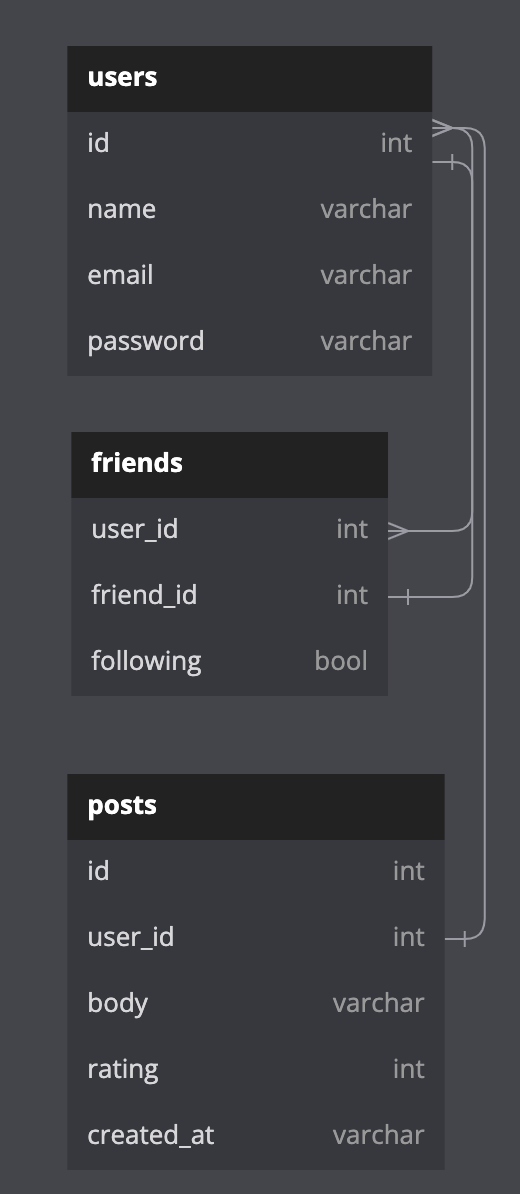 users
id int
name varchar
email varchar
password varchar
friends
user_id int
friend_id int
following bool
posts
id int
user_id int
body varchar
rating int
created_at varchar